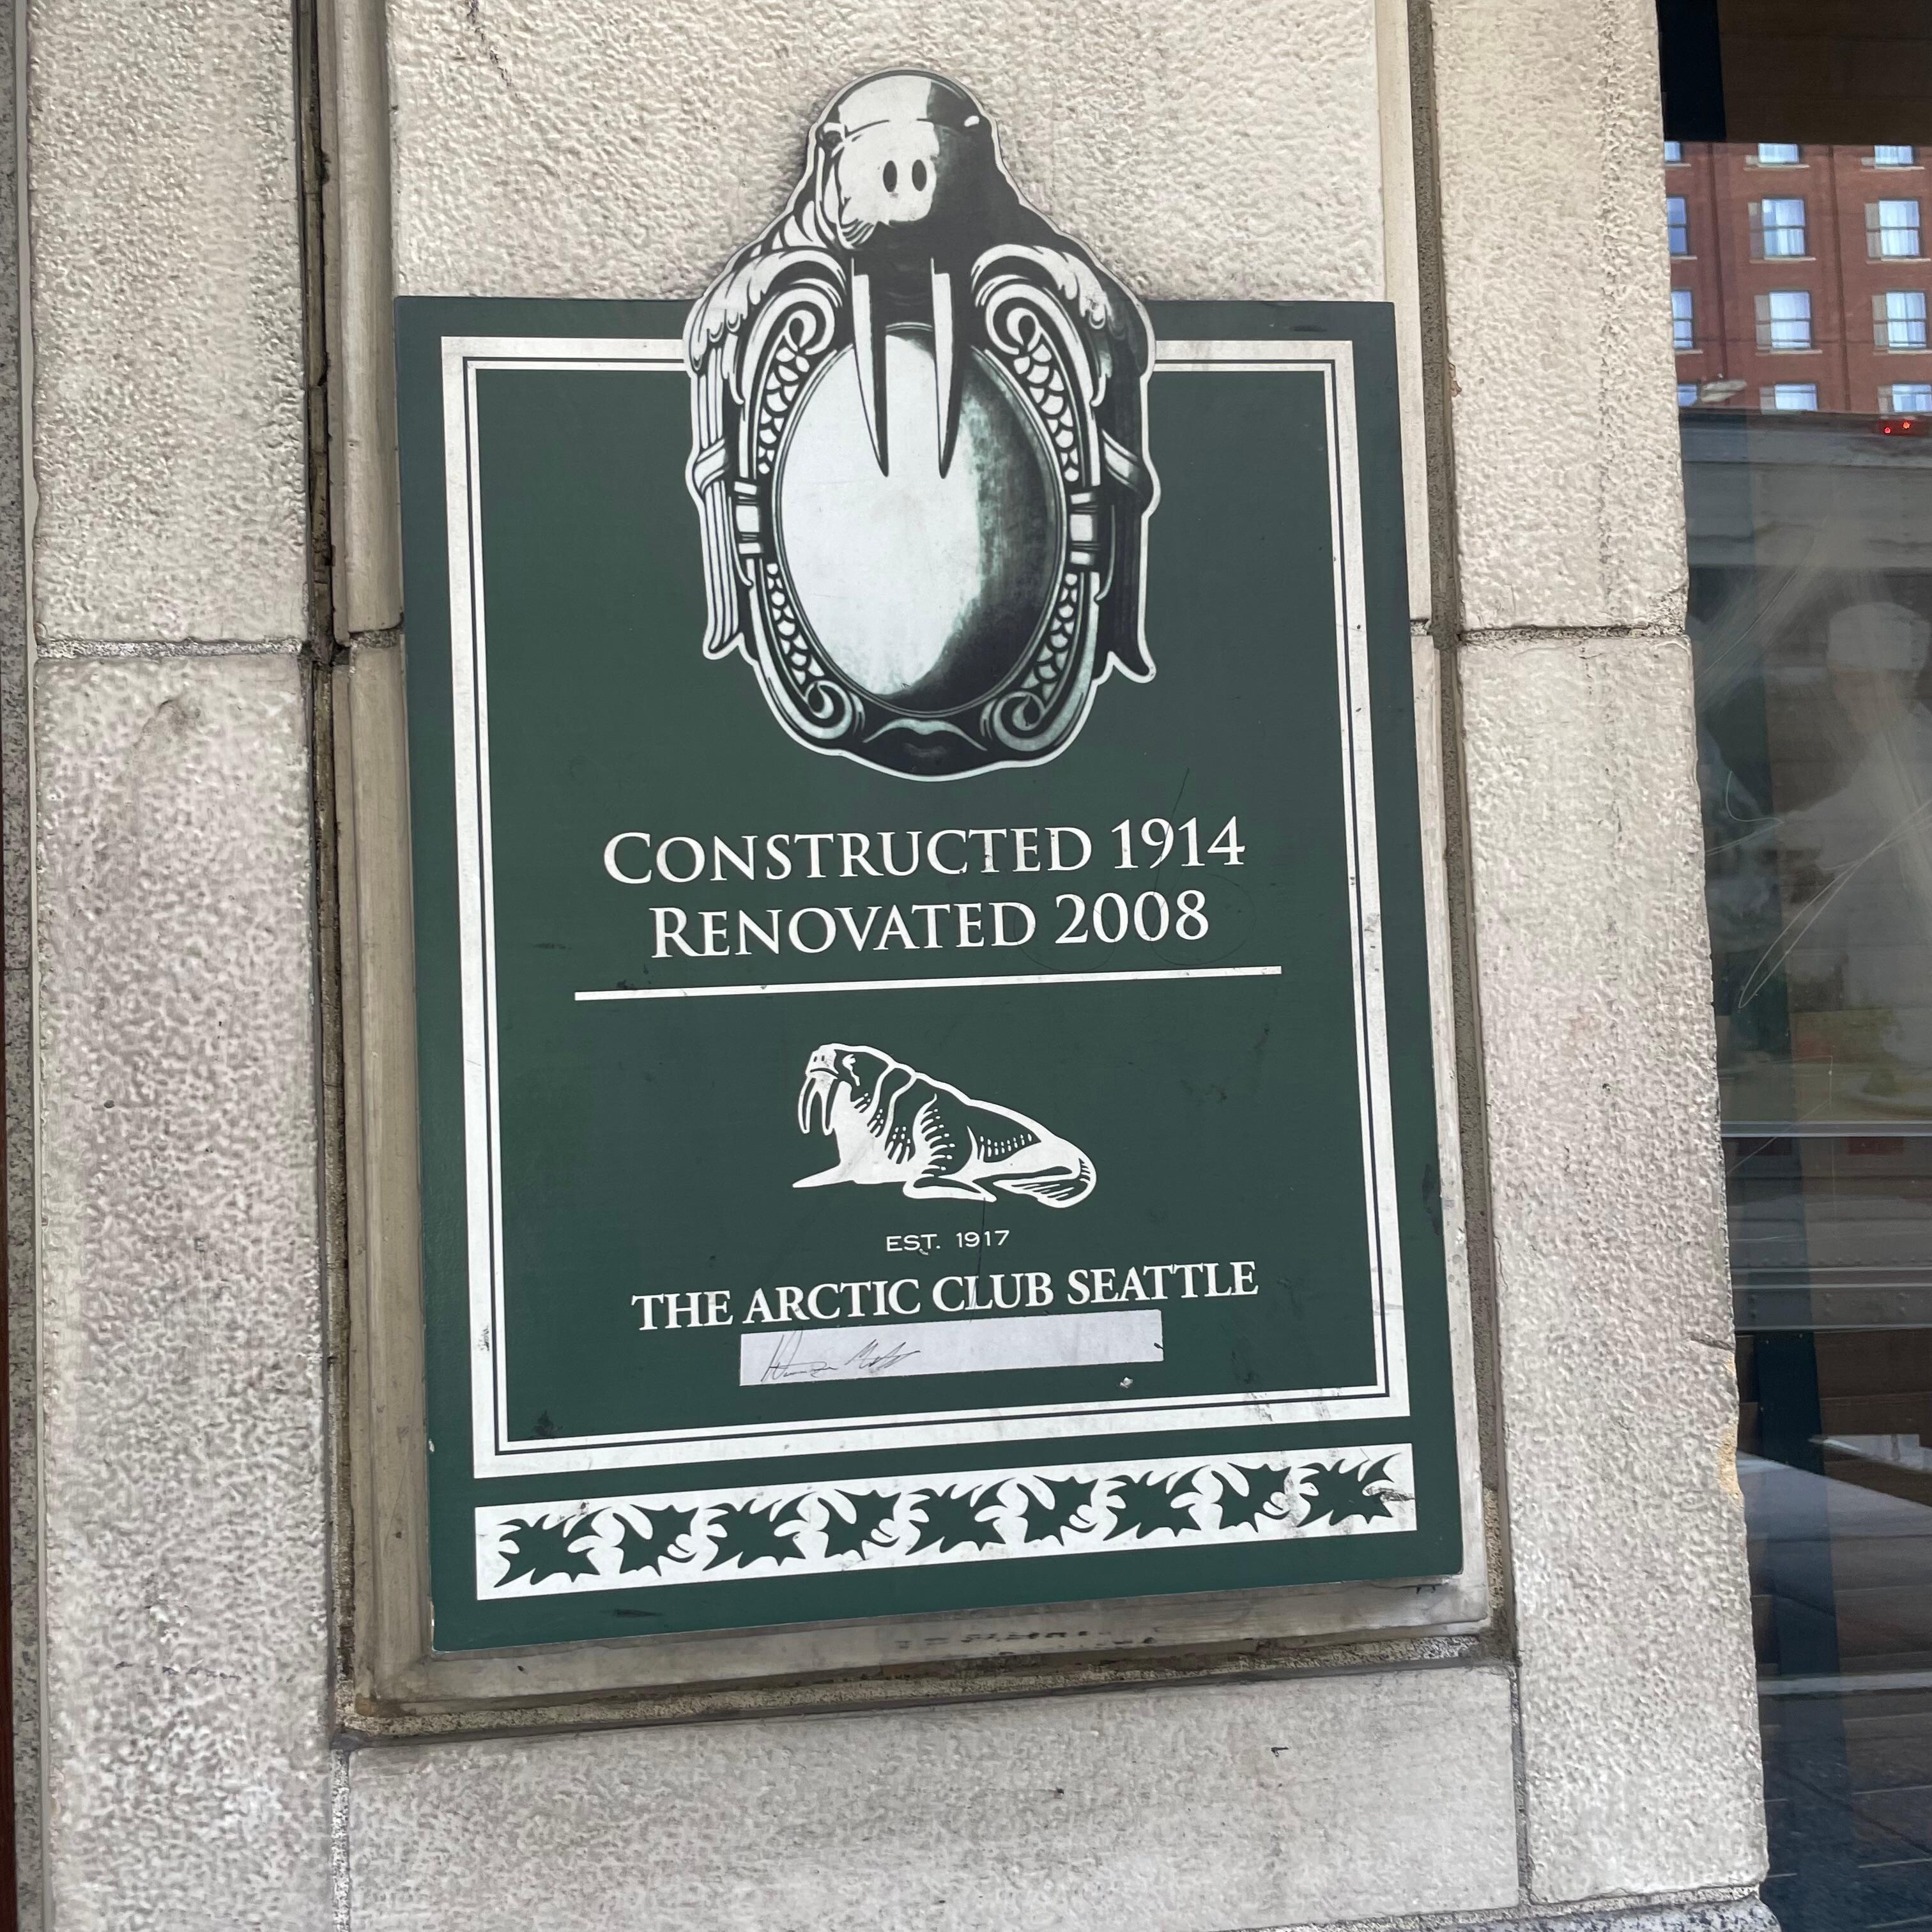 CONSTRUCTED 1914
RENOVATED 2008
EST. 1917
THE ARCTIC CLUB SEATTLE